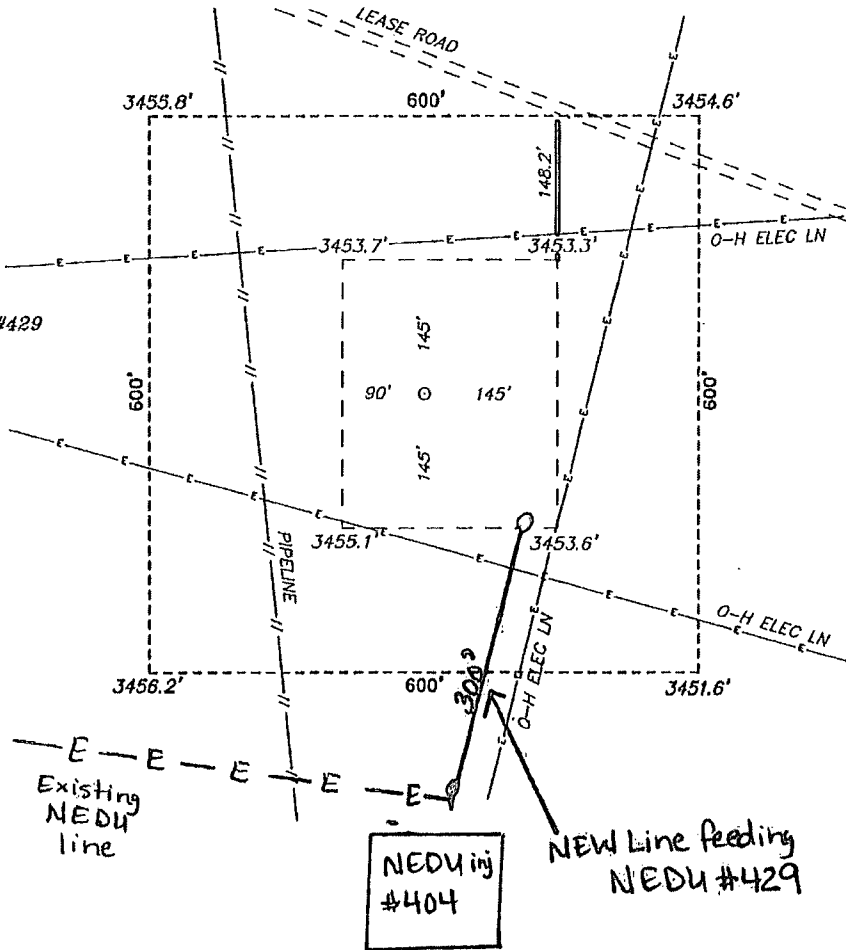 LEASE ROAD
3455.8'
600'
3454.6'
148.2'
E E E E 3453.7' E E 3453.3' E E E
O-H ELEC LN
#429
145'
600'
90'
145'
600'
145'
3455.1'
3453.6'
PIPELINE
O-H ELEC LN
3456.2'
600'
3451.6'
300'
O-H ELEC LN
E E E E E
Existing
NEDU
line
NEDU inj
#404
NEW Line feeding
NEDU #429